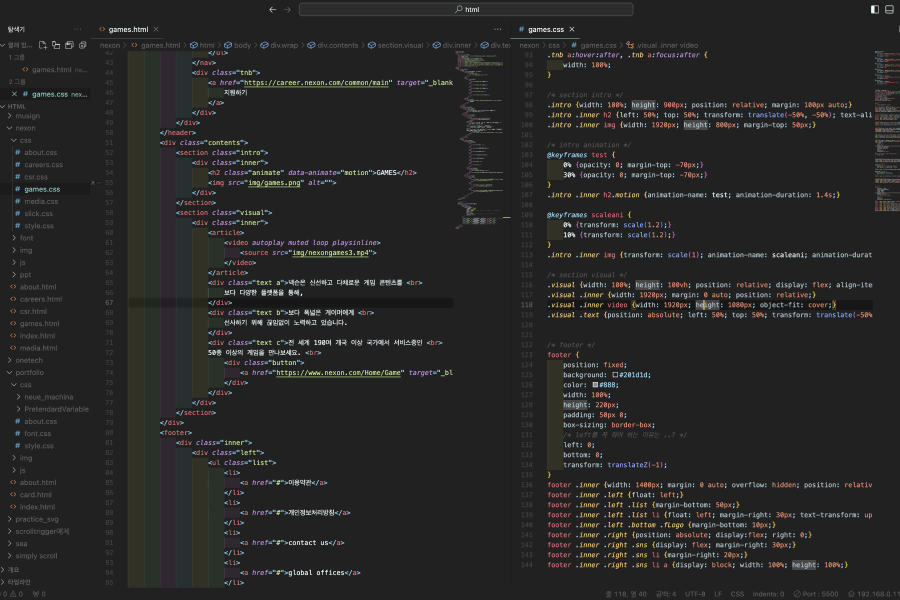 html
탐색기
1 그룹
games.html nex...
2 그룹
games.css nex...
HTML
musign
nexon
css
about.css
careers.css
csr.css
games.css
media.css
slick.css
style.css
font
img
js
ppt
about.html
careers.html
csr.html
games.html
index.html
media.html
onetech
portfolio
css
neue_machina
PretendardVariable
about.css
font.css
style.css
img
js
about.html
card.html
index.html
practice_svg
scrolltrigger예제
sea
simply scroll
개요
타임라인
games.html
nexon > games.html > html > body > div.wrap > div.contents > section.visual > div.inner
42 </ul>
43 </nav>
44 <div class="tnb">
45 <a href="https://career.nexon.com/common/main" target="_blank
46 지원하기
47 </a>
48 </div>
49 </div>
50 </header>
51 <div class="contents">
52 <section class="intro">
53 <div class="inner">
54 <h2 class="animate" data-animate="motion">GAMES</h2>
55 <img src="img/games.png" alt="">
56 </div>
57 </section>
58 <section class="visual">
59 <div class="inner">
60 <article>
61 <video autoplay muted loop playsinline>
62 <source src="img/nexongames3.mp4">
63 </video>
64 </article>
65 <div class="text a">넥슨은 신선하고 다채로운 게임 콘텐츠를 <br>
66 보다 다양한 플랫폼을 통해,
67 </div>
68 <div class="text b">보다 폭넓은 게이머에게 <br>
69 선사하기 위해 끊임없이 노력하고 있습니다.
70 </div>
71 <div class="text c">전 세계 190여 개국 이상 국가에서 서비스중인 <br>
72 50종 이상의 게임을 만나보세요. <br>
73 <div class="button">
74 <a href="https://www.nexon.com/Home/Game" target="_bl
75 </div>
76 </div>
77 </div>
78 </section>
79 </div>
80 <footer>
81 <div class="inner">
82 <div class="left">
83 <ul class="list">
84 <li>
85 <a href="#">이용약관</a>
86 </li>
87 <li>
88 <a href="#">개인정보처리방침</a>
89 </li>
90 <li>
91 <a href="#">contact us</a>
92 </li>
93 <li>
94 <a href="#">global offices</a>
95 </li>
games.css
nexon > css > games.css > .visual .inner video
93 .tnb a:hover:after, .tnb a:focus:after {
94 width: 100%;
95 }
96
97 /* section intro */
98 .intro {width: 100%; height: 900px; position: relative; margin: 100px auto;}
99 .intro .inner h2 {left: 50%; top: 50%; transform: translate(-50%, -50%); text-ali
100 .intro .inner img {width: 1920px; height: 800px; margin-top: 50px;}
101
102 /* intro animation */
103 @keyframes test {
104 0% {opacity: 0; margin-top: -70px;}
105 30% {opacity: 0; margin-top: -70px;}
106 }
107 .intro .inner h2.motion {animation-name: test; animation-duration: 1.4s;}
108
109 @keyframes scaleani {
110 0% {transform: scale(1.2);}
111 10% {transform: scale(1.2);}
112 }
113 .intro .inner img {transform: scale(1); animation-name: scaleani; animation-durat
114
115 /* section visual */
116 .visual {width: 100%; height: 100vh; position: relative; display: flex; align-ite
117 .visual .inner {width: 1920px; margin: 0 auto; position: relative;}
118 .visual .inner video {width: 1920px; height: 1080px; object-fit: cover;}
119 .visual .text {position: absolute; left: 50%; top: 50%; transform: translate(-50%
120
121
122 /* footer */
123 footer {
124 position: fixed;
125 background: #201d1d;
126 color: #888;
127 width: 100%;
128 height: 220px;
129 padding: 50px 0;
130 box-sizing: border-box;
131
132 left: 0;
133 bottom: 0;
134 transform: translateZ(-1);
135 }
136 footer .inner {width: 1400px; margin: 0 auto; overflow: hidden; position: relativ
137 footer .inner .left {float: left;}
138 footer .inner .left .list {margin-bottom: 50px;}
139 footer .inner .left .list li {float: left; margin-right: 30px; text-transform: up
140 footer .inner .left .bottom .fLogo {margin-bottom: 10px;}
141 footer .inner .right {position: absolute; display:flex; right: 0;}
142 footer .inner .right .sns {display: flex; margin-right: 30px;}
143 footer .inner .right .sns li {margin-right: 20px;}
144 footer .inner .right .sns li a {display: block; width: 100%; height: 100%;}
0 0 0
줄 118, 열 40 공백: 4 UTF-8 LF CSS Indents: 0 Port : 5500 192.168.0.11